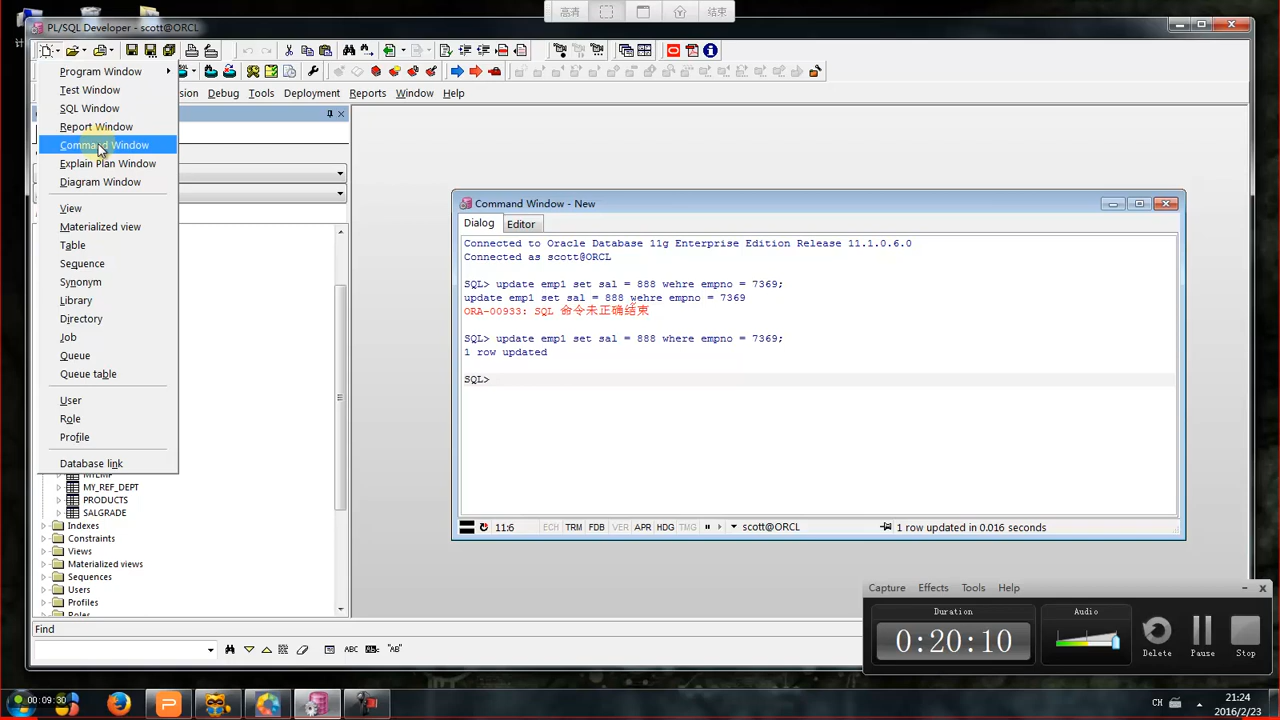 高清 结束
PL/SQL Developer - scott@ORCL
Program Window
Test Window
SQL Window
Report Window
Command Window
Explain Plan Window
Diagram Window
View
Materialized view
Table
Sequence
Synonym
Library
Directory
Job
Queue
Queue table
User
Role
Profile
Database link
sion Debug Tools Deployment Reports Window Help
MYEMP
MY_REF_DEPT
PRODUCTS
SALGRADE
Indexes
Constraints
Views
Materialized views
Sequences
Users
Profiles
Roles
Find
ABC "AB"
Command Window - New
Dialog Editor
Connected to Oracle Database 11g Enterprise Edition Release 11.1.0.6.0
Connected as scott@ORCL
SQL> update emp1 set sal = 888 wehre empno = 7369;
update emp1 set sal = 888 wehre empno = 7369
ORA-00933: SQL 命令未正确结束
SQL> update emp1 set sal = 888 where empno = 7369;
1 row updated
SQL>
11:6 ECH TRM FDB VER APR HDG TMG scott@ORCL 1 row updated in 0.016 seconds
Capture Effects Tools Help
Duration
0:20:10
Audio
Delete Pause Stop
00:09:30
CH
21:24
2016/2/23